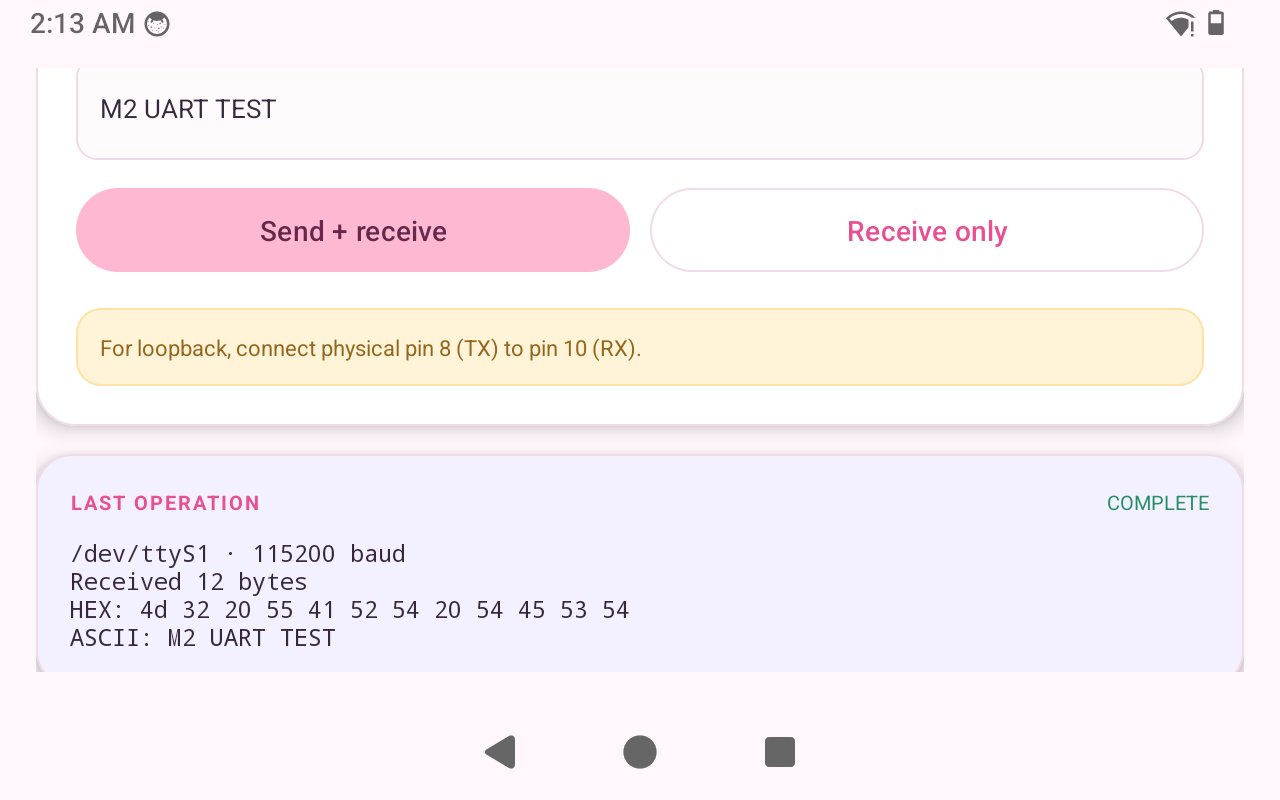 2:13 AM
M2 UART TEST
Send + receive
Receive only
For loopback, connect physical pin 8 (TX) to pin 10 (RX).
LAST OPERATION
COMPLETE
/dev/ttyS1 · 115200 baud
Received 12 bytes
HEX: 4d 32 20 55 41 52 54 20 54 45 53 54
ASCII: M2 UART TEST